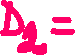 D₂ =